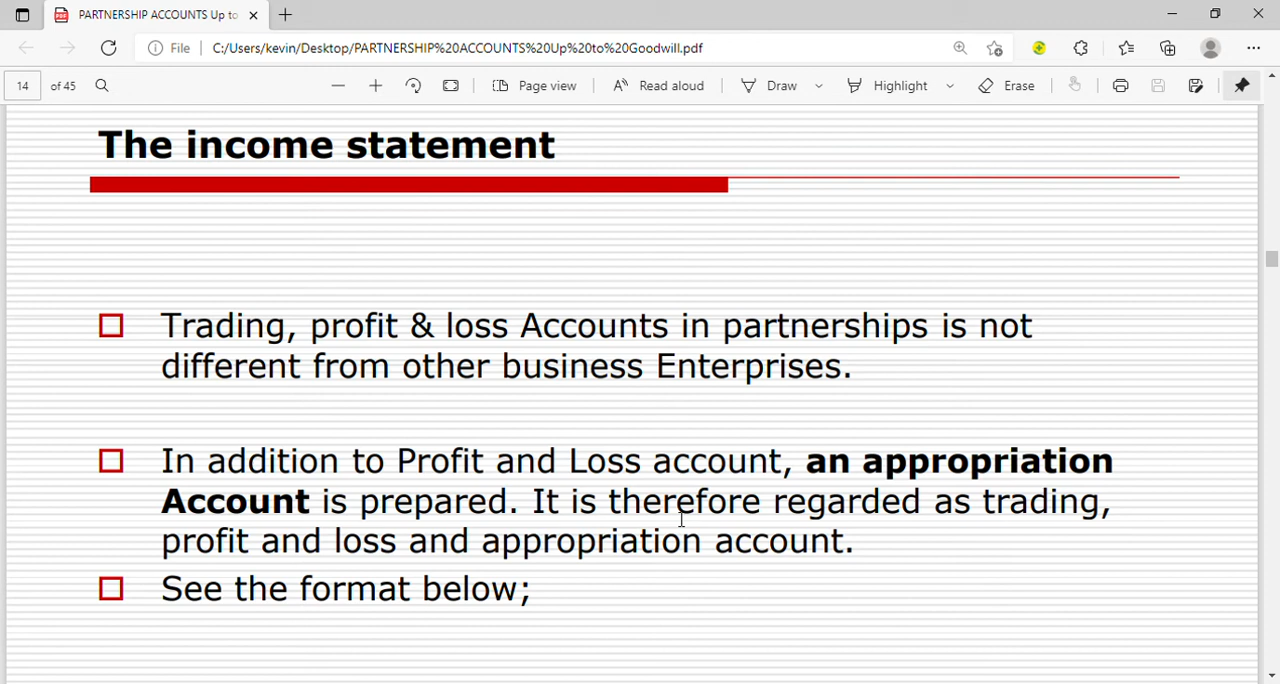 PARTNERSHIP ACCOUNTS Up to
File C:/Users/kevin/Desktop/PARTNERSHIP%20ACCOUNTS%20Up%20to%20Goodwill.pdf
14 of 45 Page view Read aloud Draw Highlight Erase
The income statement
Trading, profit & loss Accounts in partnerships is not
different from other business Enterprises.
In addition to Profit and Loss account, an appropriation
Account is prepared. It is therefore regarded as trading,
profit and loss and appropriation account.
See the format below;